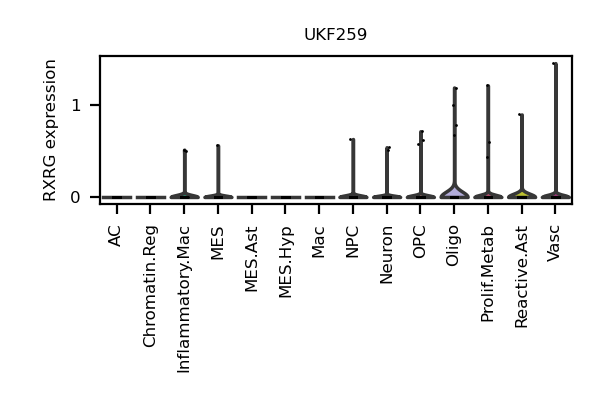 UKF259
RXRG expression
1
0
AC
Chromatin.Reg
Inflammatory.Mac
MES
MES.Ast
MES.Hyp
Mac
NPC
Neuron
OPC
Oligo
Prolif.Metab
Reactive.Ast
Vasc